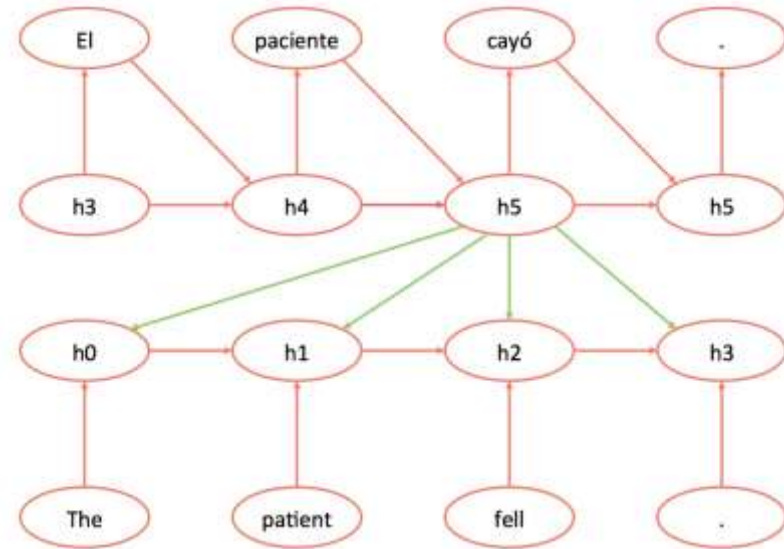 El paciente cayó .
h3 h4 h5 h5
h0 h1 h2 h3
The patient fell .